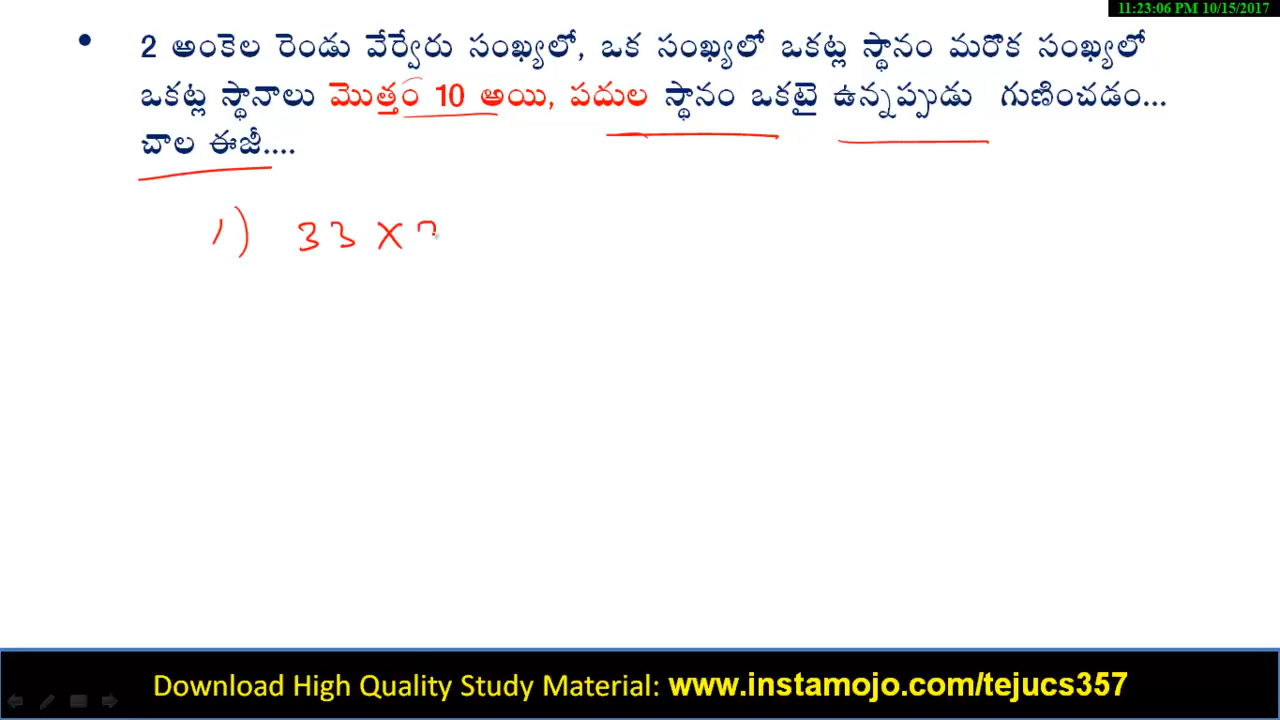 11:23:06 PM 10/15/2017
• 2 అంకెల రెండు వేర్వేరు సంఖ్యలో, ఒక సంఖ్యలో ఒకట్ల స్థానం మరొక సంఖ్యలో
ఒకట్ల స్థానాలు మొత్తం 10 అయి, పదుల స్థానం ఒకటై ఉన్నప్పుడు గుణించడం...
చాల ఈజీ....
1) 33 x
Download High Quality Study Material: www.instamojo.com/tejucs357